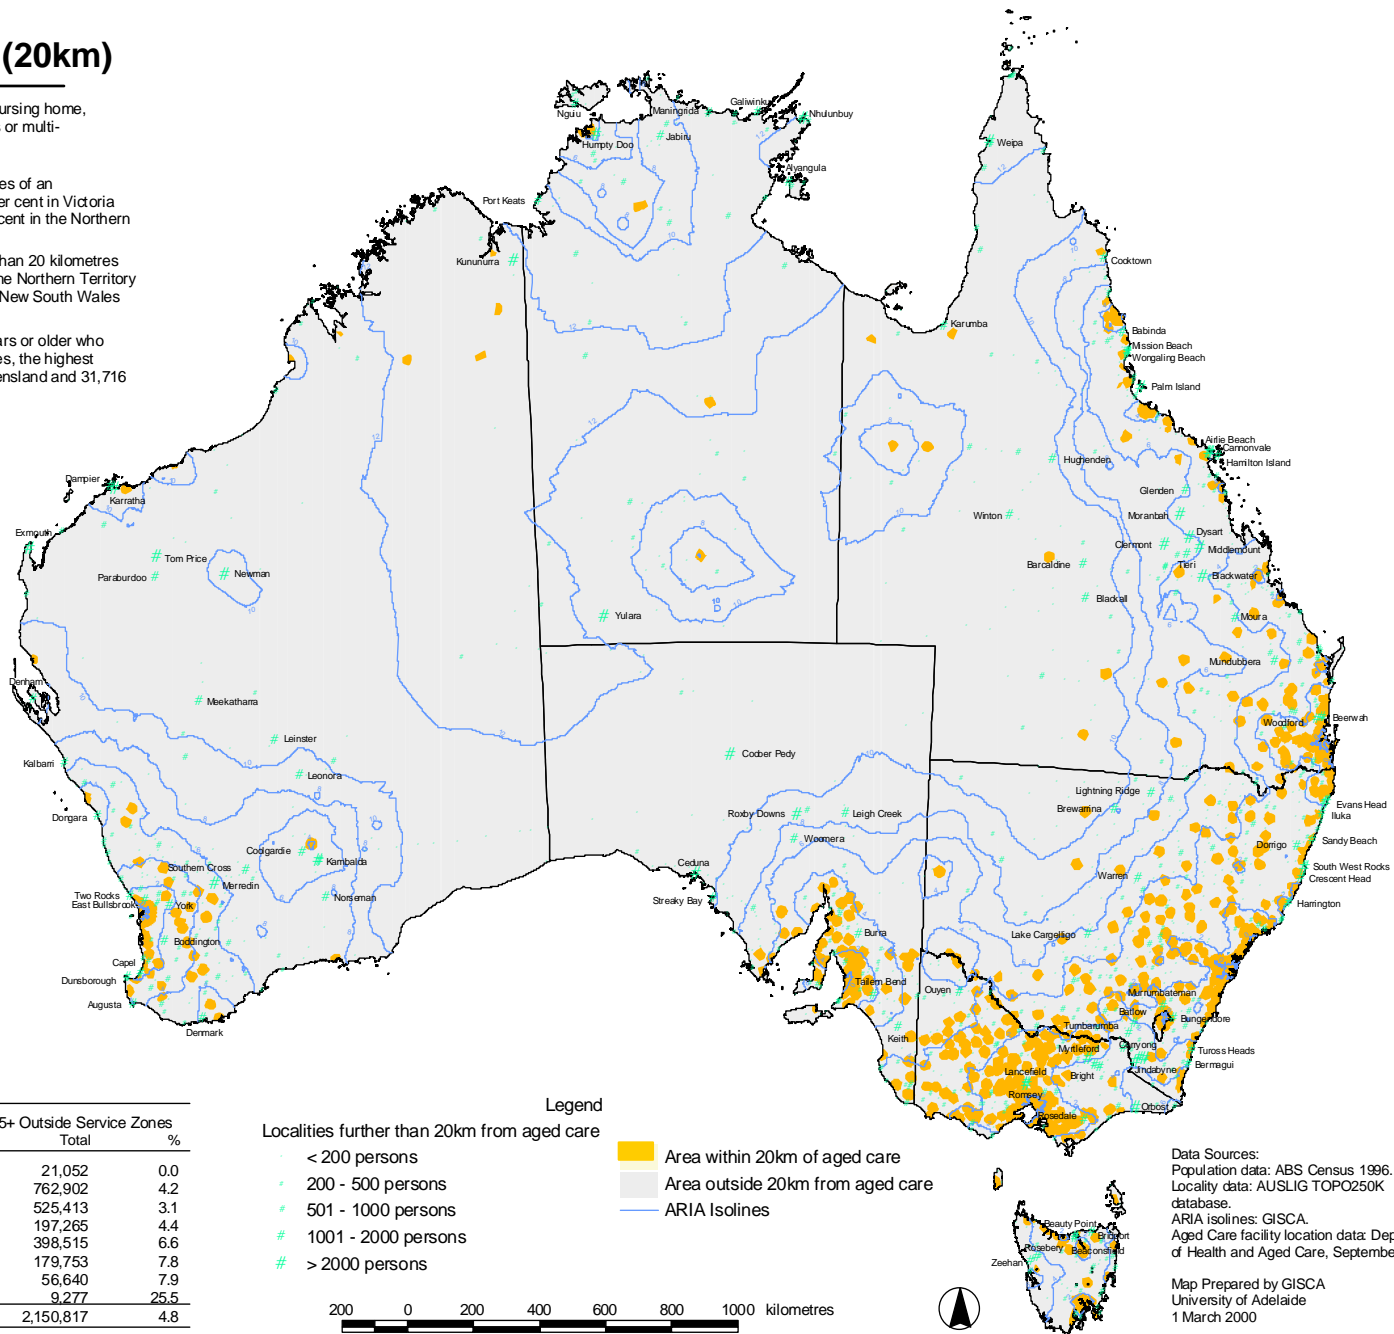 (20km)
ursing home,
s or multi-
es of an
er cent in Victoria
cent in the Northern
han 20 kilometres
he Northern Territory
New South Wales
ars or older who
es, the highest
ensland and 31,716
Nguiu
Maningrida
Galiwinku
Nhulunbuy
Humpty Doo
Jabiru
Weipa
Alyangula
Port Keats
Kununurra
Cooktown
Karumba
Babinda
Mission Beach
Wongaling Beach
Palm Island
Airlie Beach
Cannonvale
Hamilton Island
Hughenden
Dampier
Karratha
Glenden
Winton
Moranbah
Exmouth
Dysart
Clermont
Middlemount
Tom Price
Barcaldine
Tieri
Paraburdoo
Newman
Blackwater
Blackall
Yulara
Moura
Mundubbera
Denham
Meekatharra
Woodford
Beerwah
Leinster
Coober Pedy
Kalbarri
Leonora
Lightning Ridge
Brewarrina
Evans Head
Iluka
Dongara
Roxby Downs
Leigh Creek
Woomera
Sandy Beach
Dorrigo
Coolgardie
Kambalda
Southern Cross
Ceduna
South West Rocks
Crescent Head
Warren
Merredin
Two Rocks
East Bullsbrook
York
Norseman
Streaky Bay
Harrington
Boddington
Burra
Lake Cargelligo
Capel
Dunsborough
Tailem Bend
Ouyen
Murrumbateman
Augusta
Batlow
Bungendore
Denmark
Keith
Tumbarumba
Corryong
Myrtleford
Tuross Heads
Bermagui
Lancefield
Bright
Jindabyne
Romsey
Rosedale
Orbost
Beauty Point
Bridport
Rosebery
Beaconsfield
Zeehan
5+ Outside Service Zones
Total %
21,052 0.0
762,902 4.2
525,413 3.1
197,265 4.4
398,515 6.6
179,753 7.8
56,640 7.9
9,277 25.5
2,150,817 4.8
Legend
Localities further than 20km from aged care
< 200 persons
200 - 500 persons
501 - 1000 persons
1001 - 2000 persons
> 2000 persons
Area within 20km of aged care
Area outside 20km from aged care
ARIA Isolines
200 0 200 400 600 800 1000 kilometres
Data Sources:
Population data: ABS Census 1996.
Locality data: AUSLIG TOPO250K
database.
ARIA isolines: GISCA.
Aged Care facility location data: Dep
of Health and Aged Care, Septembe
Map Prepared by GISCA
University of Adelaide
1 March 2000